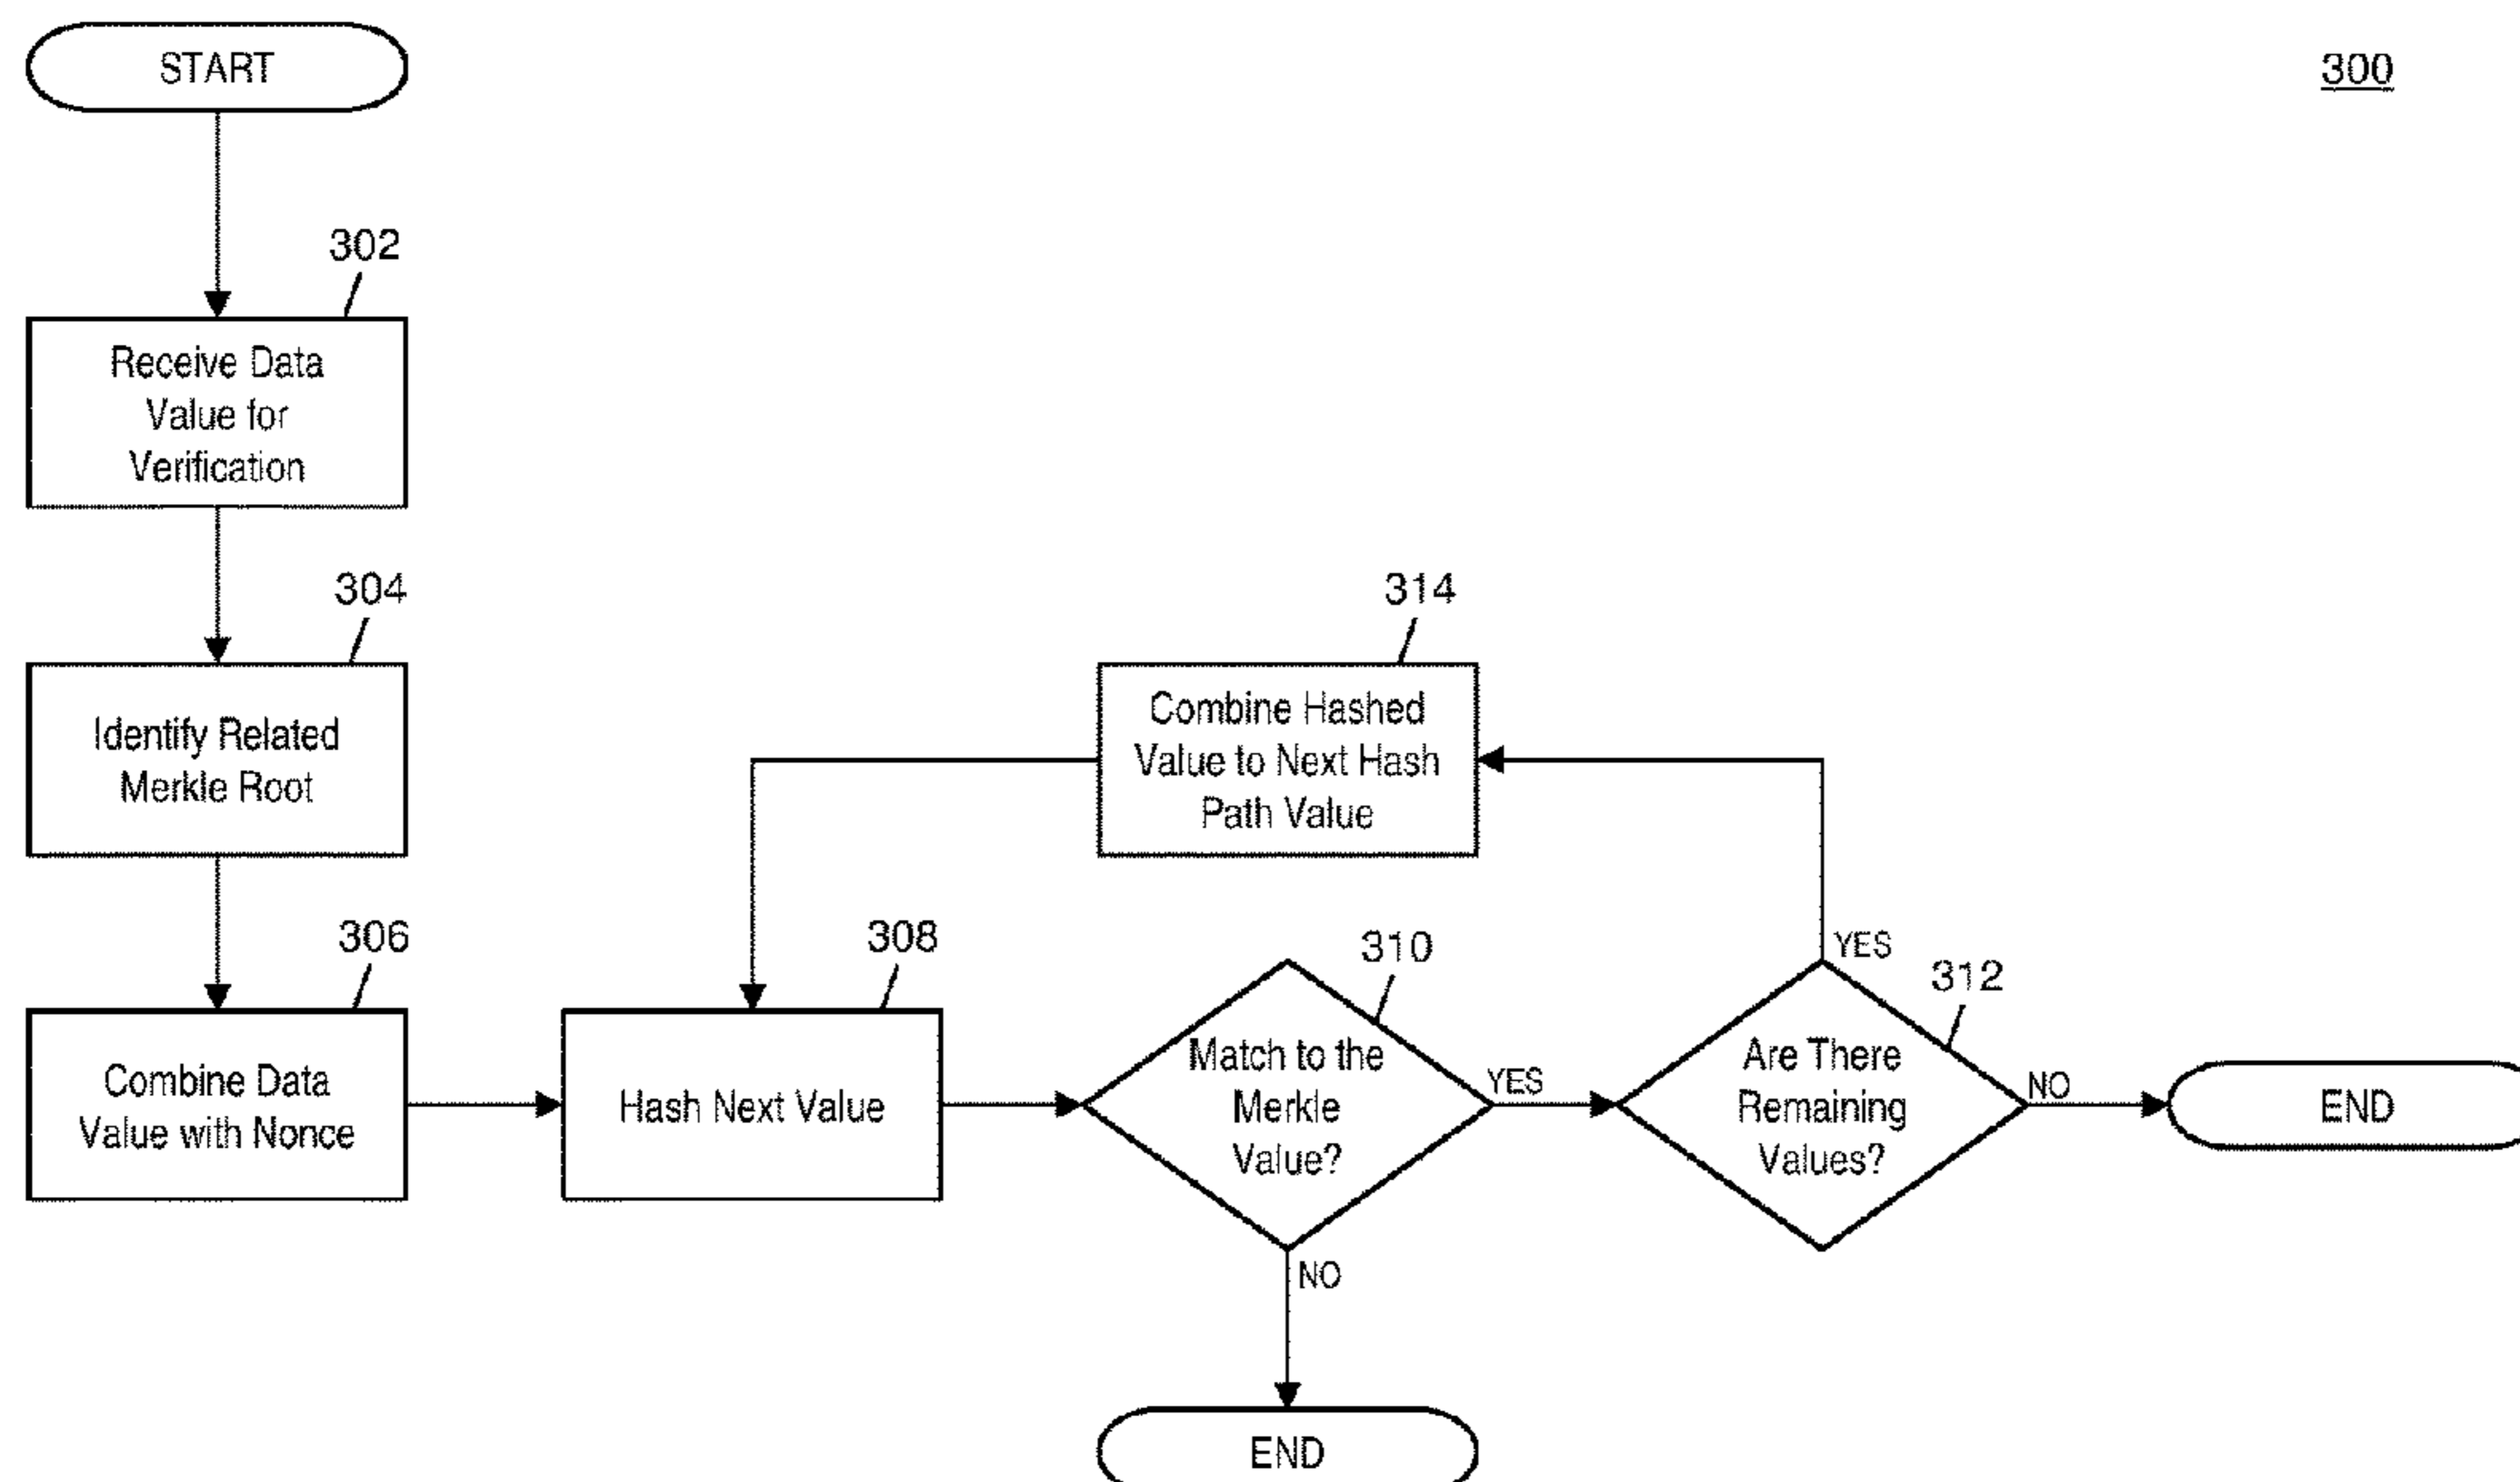 START
300
302
Receive Data
Value for
Verification
304
Identify Related
Merkle Root
306
Combine Data
Value with Nonce
308
Hash Next Value
314
Combine Hashed
Value to Next Hash
Path Value
310
Match to the
Merkle
Value?
YES
NO
END
312
Are There
Remaining
Values?
YES
NO
END